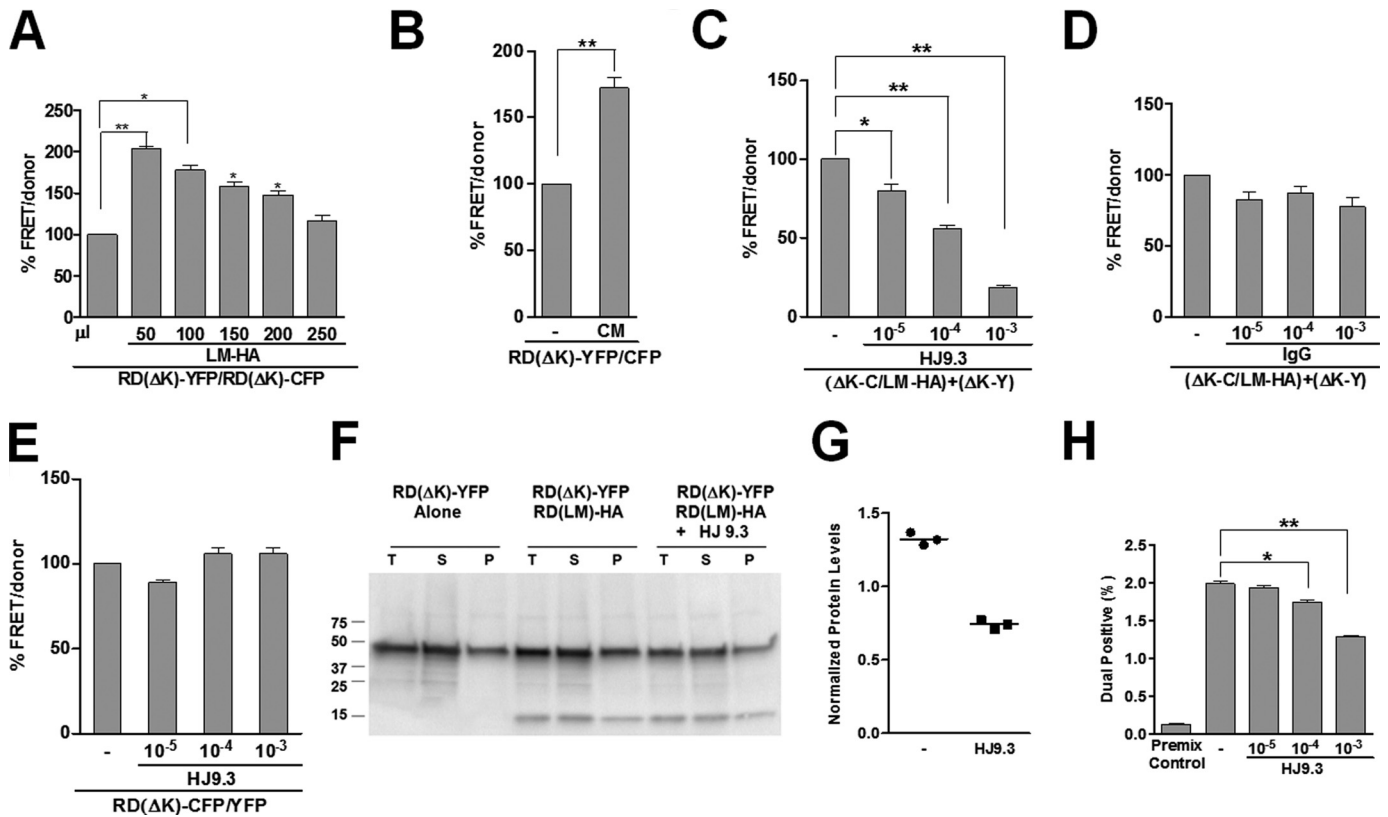 A
% FRET/donor
250
200
150
100
50
0
**
*
*
*
µl
50 100 150 200 250
LM-HA
RD(ΔK)-YFP/RD(ΔK)-CFP
B
%FRET/donor
200
150
100
50
0
**
- CM
RD(ΔK)-YFP/CFP
C
% FRET/donor
150
100
50
0
**
**
*
- 10-5 10-4 10-3
HJ9.3
(ΔK-C/LM-HA)+(ΔK-Y)
D
% FRET/donor
150
100
50
0
- 10-5 10-4 10-3
IgG
(ΔK-C/LM-HA)+(ΔK-Y)
E
% FRET/donor
150
100
50
0
- 10-5 10-4 10-3
HJ9.3
RD(ΔK)-CFP/YFP
F
RD(ΔK)-YFP
Alone
RD(ΔK)-YFP
RD(LM)-HA
RD(ΔK)-YFP
RD(LM)-HA
+ HJ 9.3
T S P T S P T S P
75
50
37
25
15
G
Normalized Protein Levels
1.5
1.0
0.5
0.0
- HJ9.3
H
Dual Positive (%)
2.5
2.0
1.5
1.0
0.5
0.0
**
*
Premix
Control
- 10-5 10-4 10-3
HJ9.3